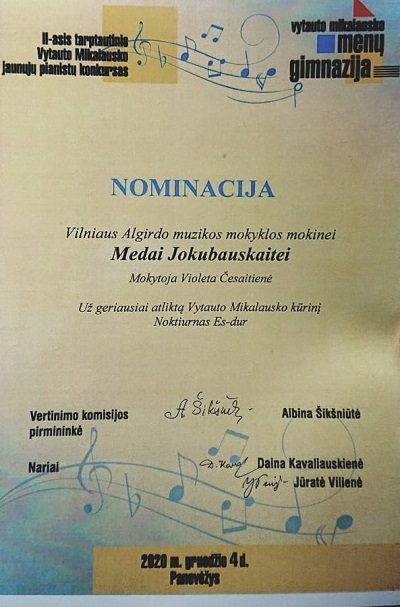 II-asis tarptautinis
Vytauto Mikalausko
jaunųjų pianistų konkursas
vytauto mikalausko
menų
gimnazija
NOMINACIJA
Vilniaus Algirdo muzikos mokyklos mokinei
Medai Jokubauskaitei
Mokytoja Violeta Česaitienė
Už geriausiai atliktą Vytauto Mikalausko kūrinį
Noktiurnas Es-dur
Vertinimo komisijos
pirmininkė
A Šikšniūtė
Albina Šikšniūtė
Nariai
Daina Kavaliauskienė
Jūratė Vilienė
2020 m. gruodžio 4 d.
Panevėžys